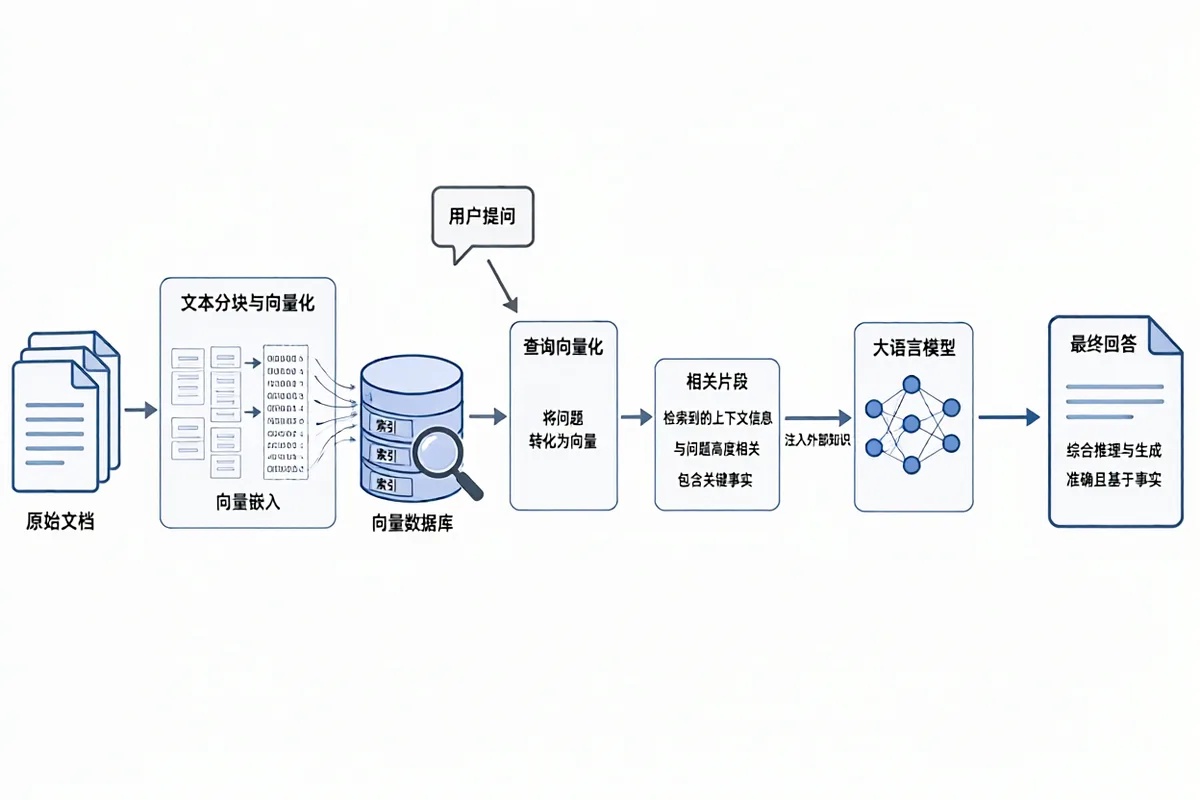 用户提问
文本分块与向量化
向量嵌入
原始文档
索引
索引
索引
向量数据库
查询向量化
将问题
转化为向量
相关片段
检索到的上下文信息
与问题高度相关
包含关键事实
注入外部知识
大语言模型
最终回答
综合推理与生成
准确且基于事实